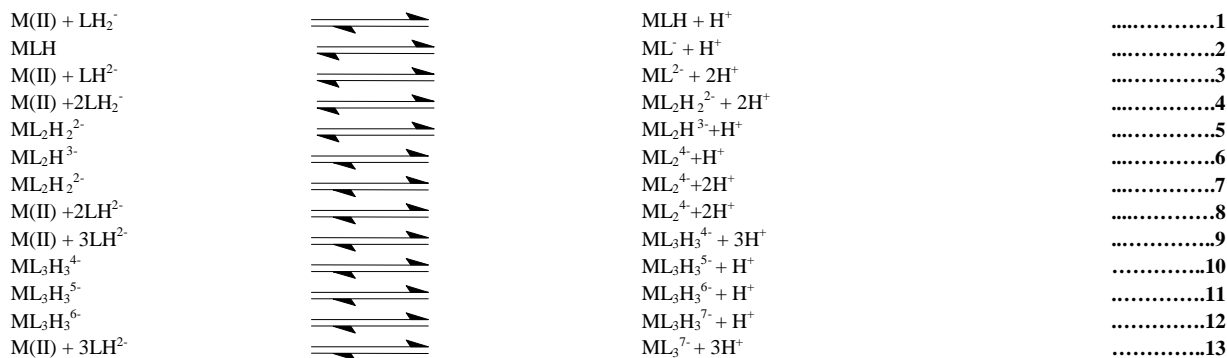 M(II) + LH₂⁻ ⇌ MLH + H⁺ .....…………1
MLH ⇌ ML⁻ + H⁺ ....…………..2
M(II) + LH²⁻ ⇌ ML²⁻ + 2H⁺ ....…………..3
M(II) +2LH₂⁻ ⇌ ML₂H₂²⁻ + 2H⁺ ....…………..4
ML₂H₂²⁻ ⇌ ML₂H³⁻+H⁺ ....…………..5
ML₂H³⁻ ⇌ ML₂⁴⁻+H⁺ ....…………..6
ML₂H₂²⁻ ⇌ ML₂⁴⁻+2H⁺ ....…………..7
M(II) +2LH²⁻ ⇌ ML₂⁴⁻+2H⁺ .....………….8
M(II) + 3LH²⁻ ⇌ ML₃H₃⁴⁻ + 3H⁺ ...…………..9
ML₃H₃⁴⁻ ⇌ ML₃H₃⁵⁻ + H⁺ …………..10
ML₃H₃⁵⁻ ⇌ ML₃H₃⁶⁻ + H⁺ .………….11
ML₃H₃⁶⁻ ⇌ ML₃H₃⁷⁻ + H⁺ .………….12
M(II) + 3LH²⁻ ⇌ ML₃⁷⁻ + 3H⁺ …………..13